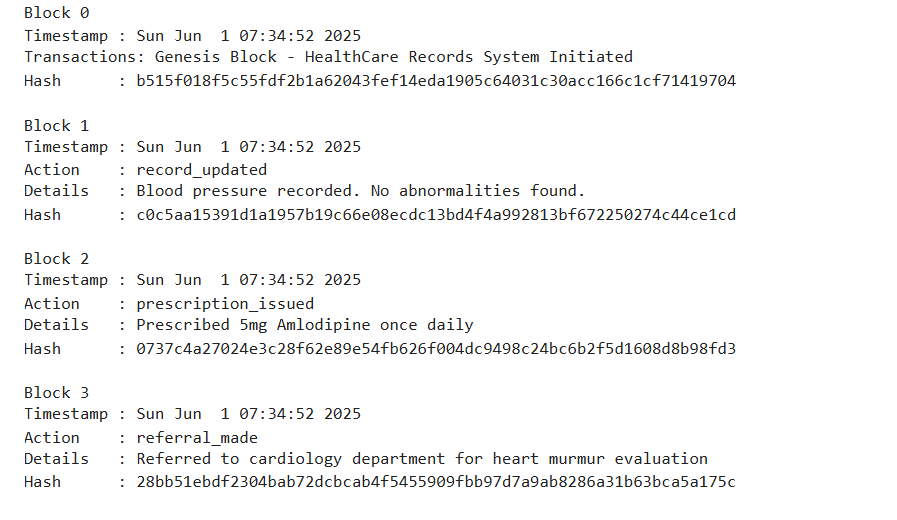 Block 0
Timestamp : Sun Jun  1 07:34:52 2025
Transactions: Genesis Block - HealthCare Records System Initiated
Hash      : b515f018f5c55fdf2b1a62043fef14eda1905c64031c30acc166c1cf71419704

Block 1
Timestamp : Sun Jun  1 07:34:52 2025
Action    : record_updated
Details   : Blood pressure recorded. No abnormalities found.
Hash      : c0c5aa15391d1a1957b19c66e08ecdc13bd4f4a992813bf672250274c44ce1cd

Block 2
Timestamp : Sun Jun  1 07:34:52 2025
Action    : prescription_issued
Details   : Prescribed 5mg Amlodipine once daily
Hash      : 0737c4a27024e3c28f62e89e54fb626f004dc9498c24bc6b2f5d1608d8b98fd3

Block 3
Timestamp : Sun Jun  1 07:34:52 2025
Action    : referral_made
Details   : Referred to cardiology department for heart murmur evaluation
Hash      : 28bb51ebdf2304bab72dcbcab4f5455909fbb97d7a9ab8286a31b63bca5a175c